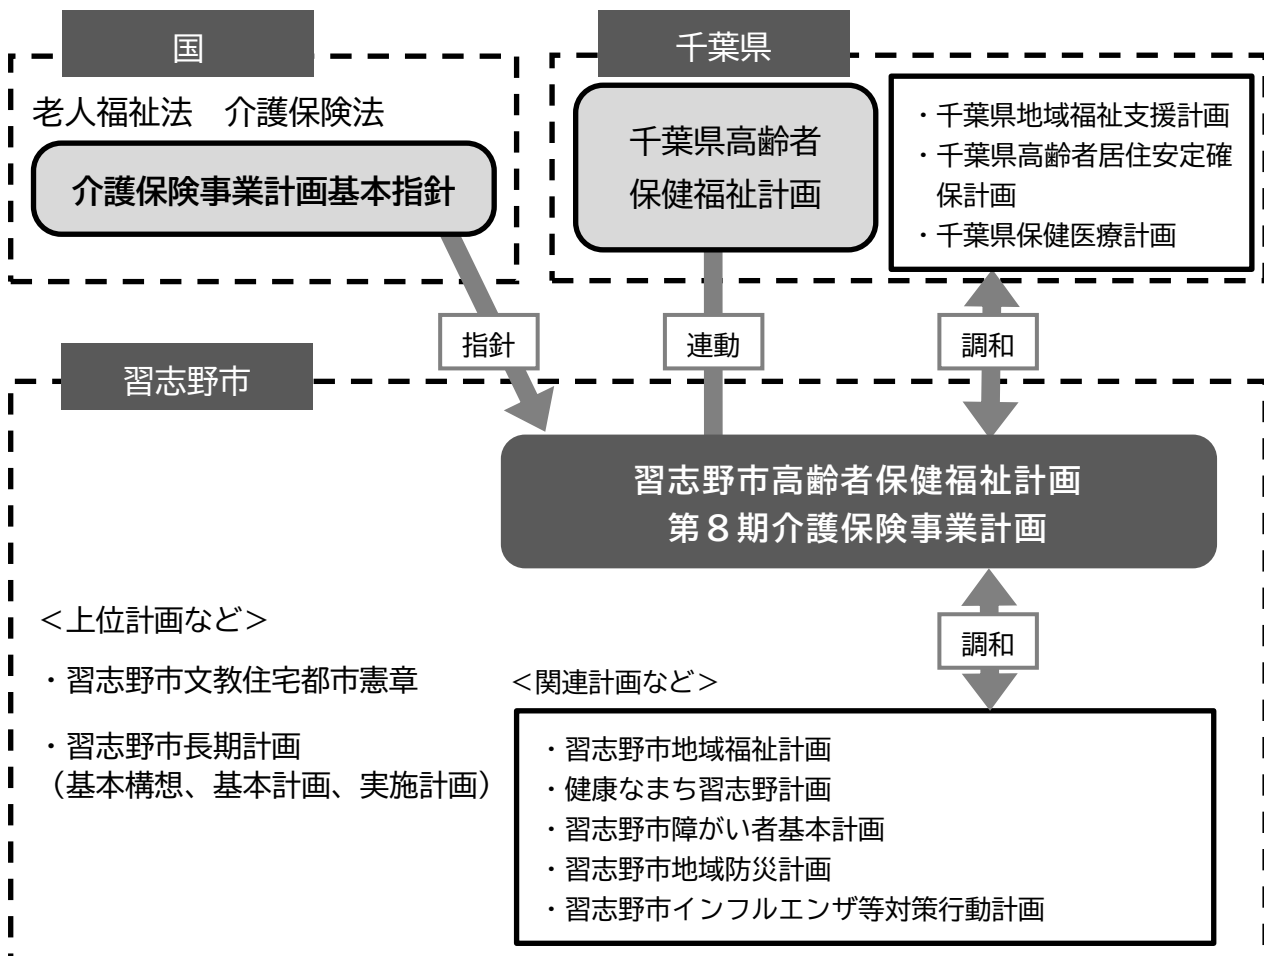 国
老人福祉法　介護保険法
介護保険事業計画基本指針
千葉県
千葉県高齢者
保健福祉計画
・千葉県地域福祉支援計画
・千葉県高齢者居住安定確
保計画
・千葉県保健医療計画
指針
連動
調和
習志野市
習志野市高齢者保健福祉計画
第８期介護保険事業計画
調和
＜上位計画など＞
・習志野市文教住宅都市憲章
・習志野市長期計画
（基本構想、基本計画、実施計画）
＜関連計画など＞
・習志野市地域福祉計画
・健康なまち習志野計画
・習志野市障がい者基本計画
・習志野市地域防災計画
・習志野市インフルエンザ等対策行動計画